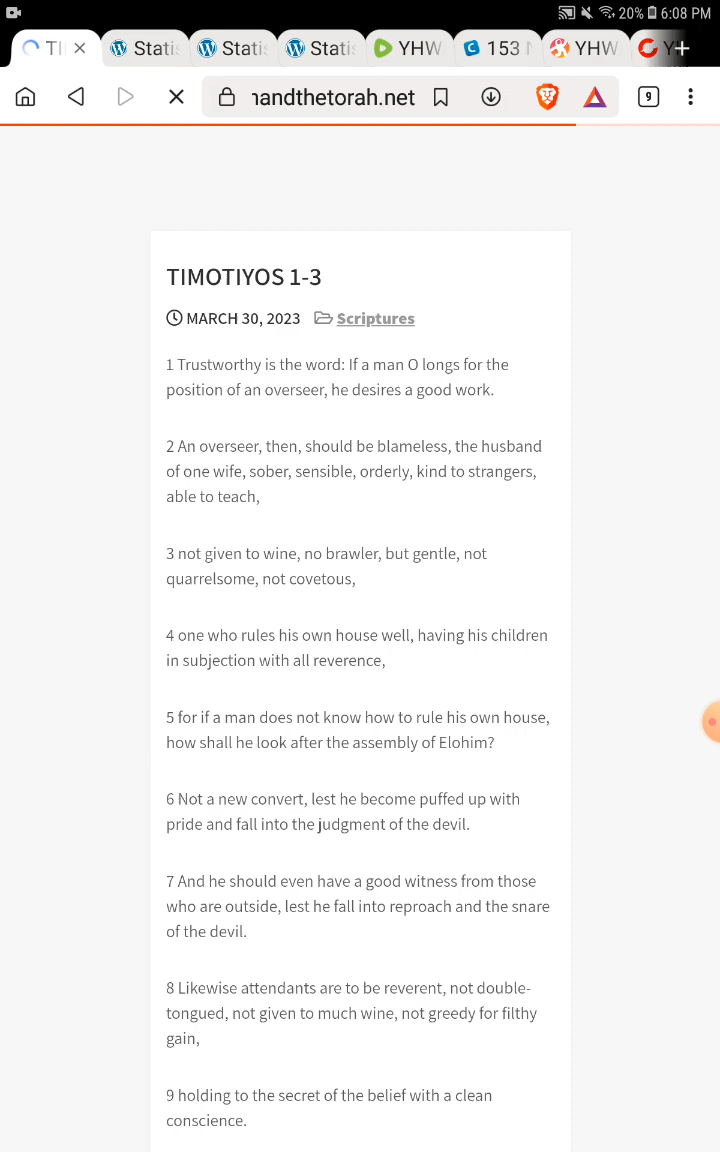 20% 6:08 PM
TI Stati Stati Stati YHW 153 YHW Y
nandthetorah.net 9
TIMOTIYOS 1-3
MARCH 30, 2023 Scriptures
1 Trustworthy is the word: If a man O longs for the
position of an overseer, he desires a good work.
2 An overseer, then, should be blameless, the husband
of one wife, sober, sensible, orderly, kind to strangers,
able to teach,
3 not given to wine, no brawler, but gentle, not
quarrelsome, not covetous,
4 one who rules his own house well, having his children
in subjection with all reverence,
5 for if a man does not know how to rule his own house,
how shall he look after the assembly of Elohim?
6 Not a new convert, lest he become puffed up with
pride and fall into the judgment of the devil.
7 And he should even have a good witness from those
who are outside, lest he fall into reproach and the snare
of the devil.
8 Likewise attendants are to be reverent, not double-
tongued, not given to much wine, not greedy for filthy
gain,
9 holding to the secret of the belief with a clean
conscience.